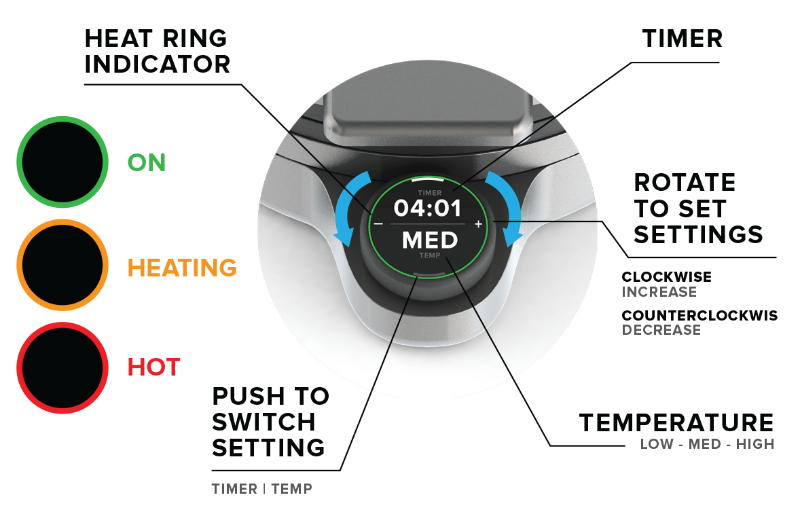 HEAT RING
INDICATOR
TIMER
ON
HEATING
HOT
TIMER
04:01
− +
MED
TEMP
ROTATE
TO SET
SETTINGS
CLOCKWISE
INCREASE
COUNTERCLOCKWIS
DECREASE
PUSH TO
SWITCH
SETTING
TIMER | TEMP
TEMPERATURE
LOW - MED - HIGH